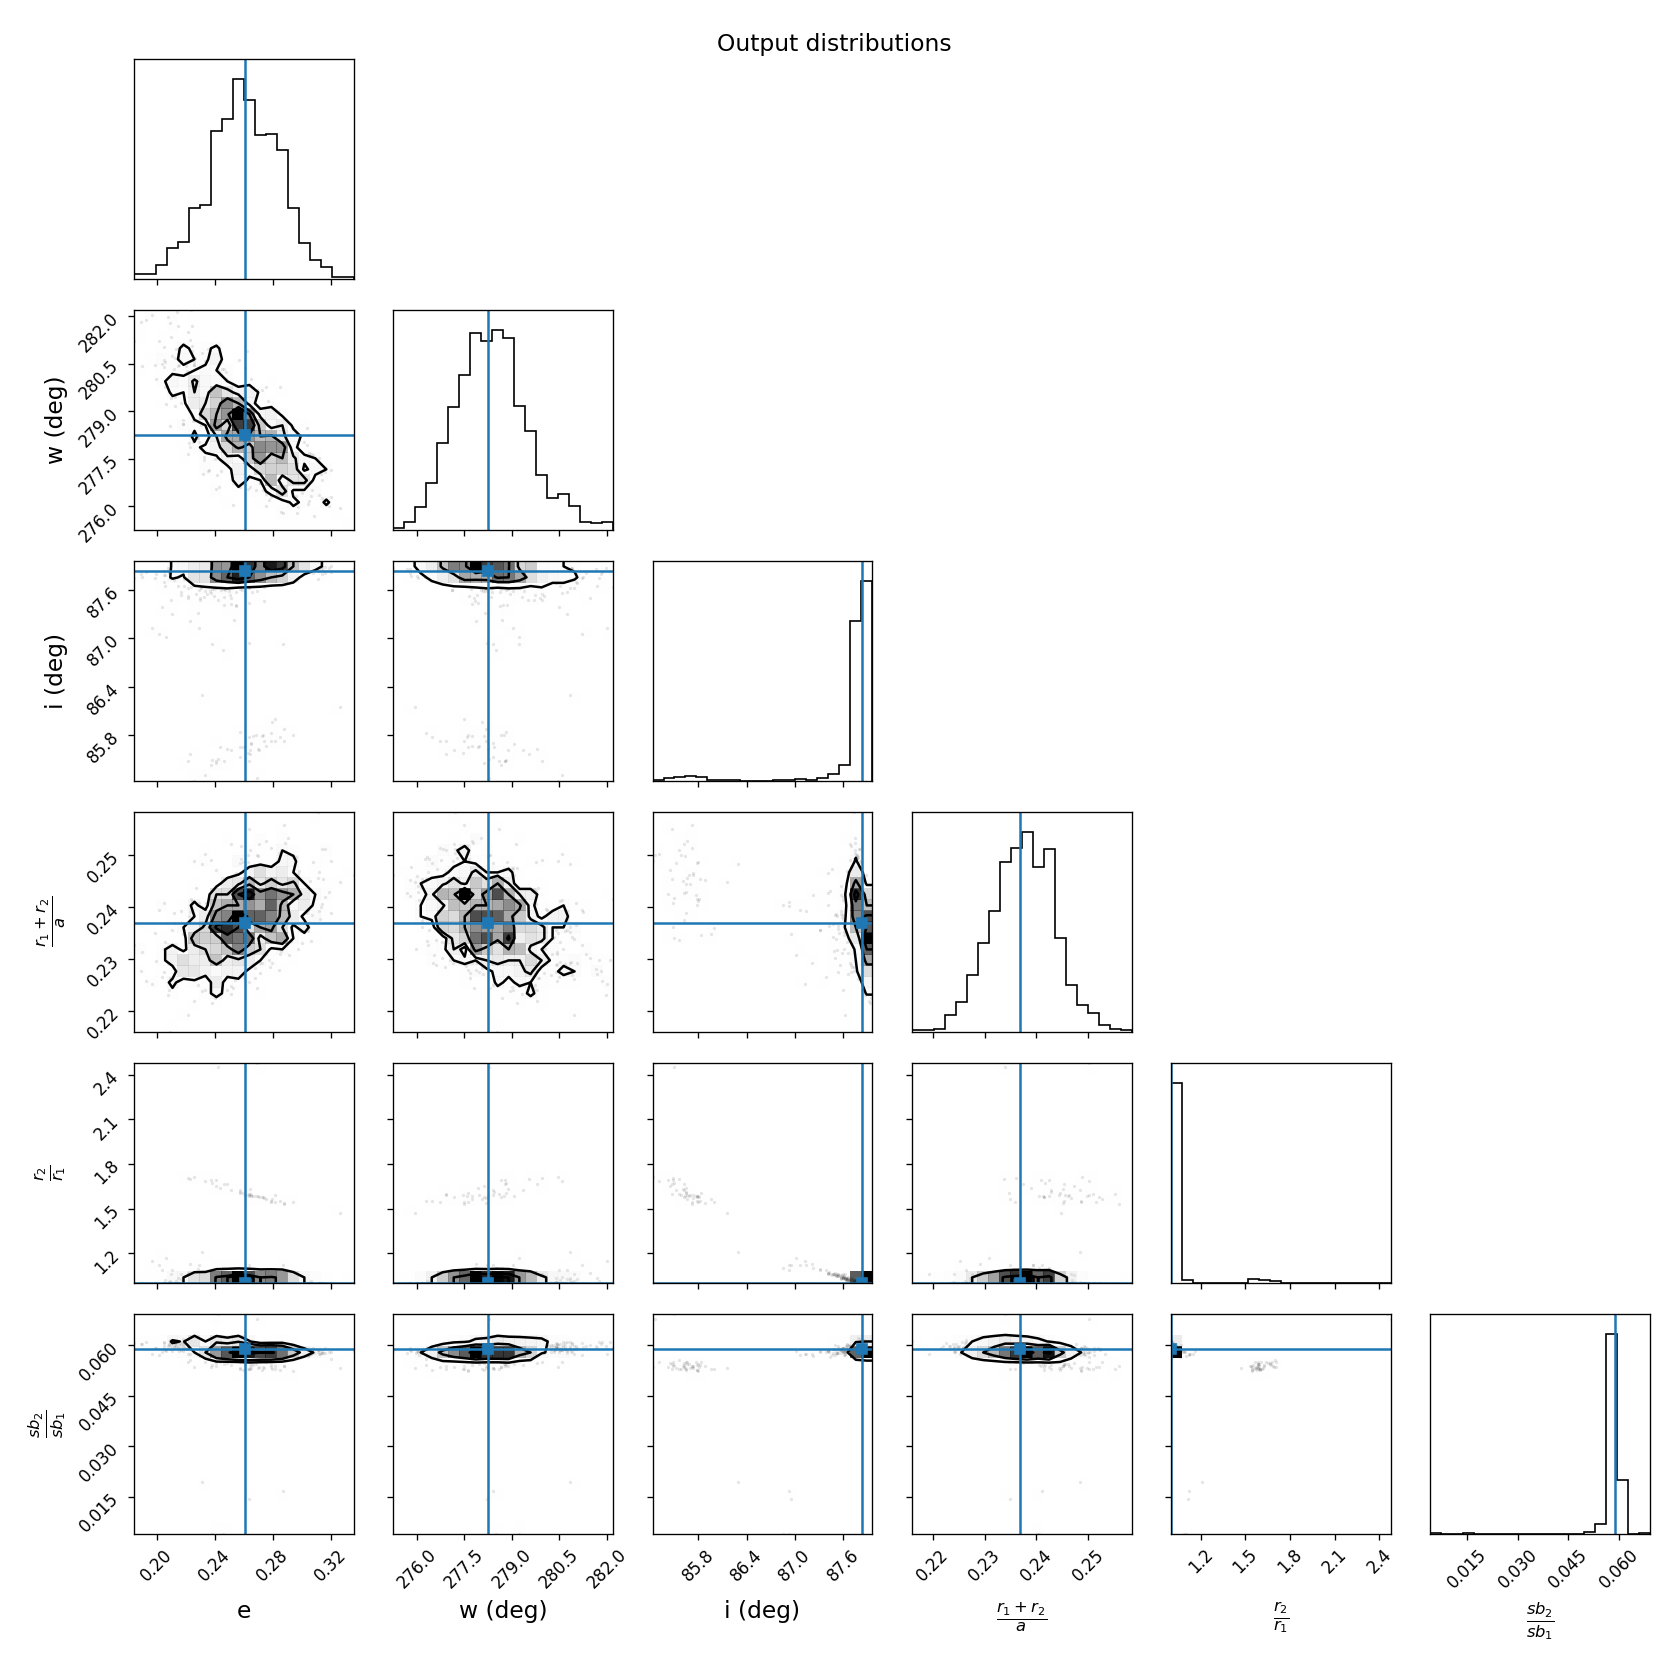 Output distributions
282.0
280.5
279.0
277.5
276.0
w (deg)
87.6
87.0
86.4
85.8
i (deg)
0.25
0.24
0.23
0.22
r₁ + r₂
a
2.4
2.1
1.8
1.5
1.2
r₂
r₁
0.060
0.045
0.030
0.015
sb₂
sb₁
0.20 0.24 0.28 0.32 276.0 277.5 279.0 280.5 282.0 85.8 86.4 87.0 87.6 0.22 0.23 0.24 0.25 1.2 1.5 1.8 2.1 2.4 0.015 0.030 0.045 0.060
e w (deg) i (deg) r₁ + r₂ r₂ sb₂
a r₁ sb₁